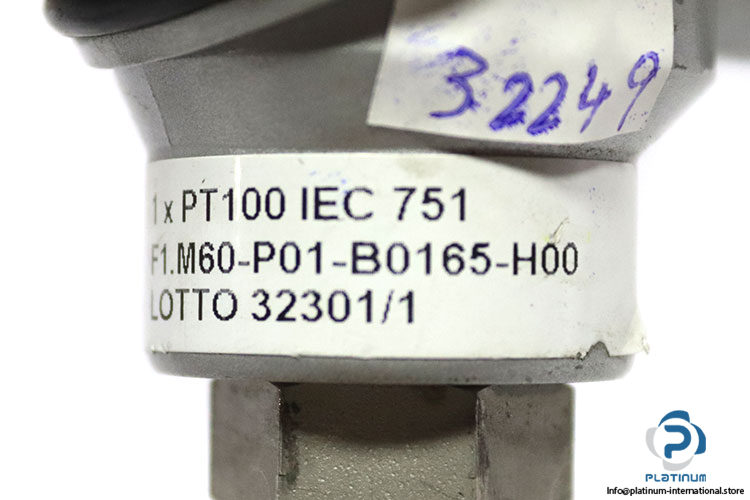 32249
1 x PT100 IEC 751
F1.M60-P01-B0165-H00
LOTTO 32301/1
PLATINUM
Info@platinum-international.store